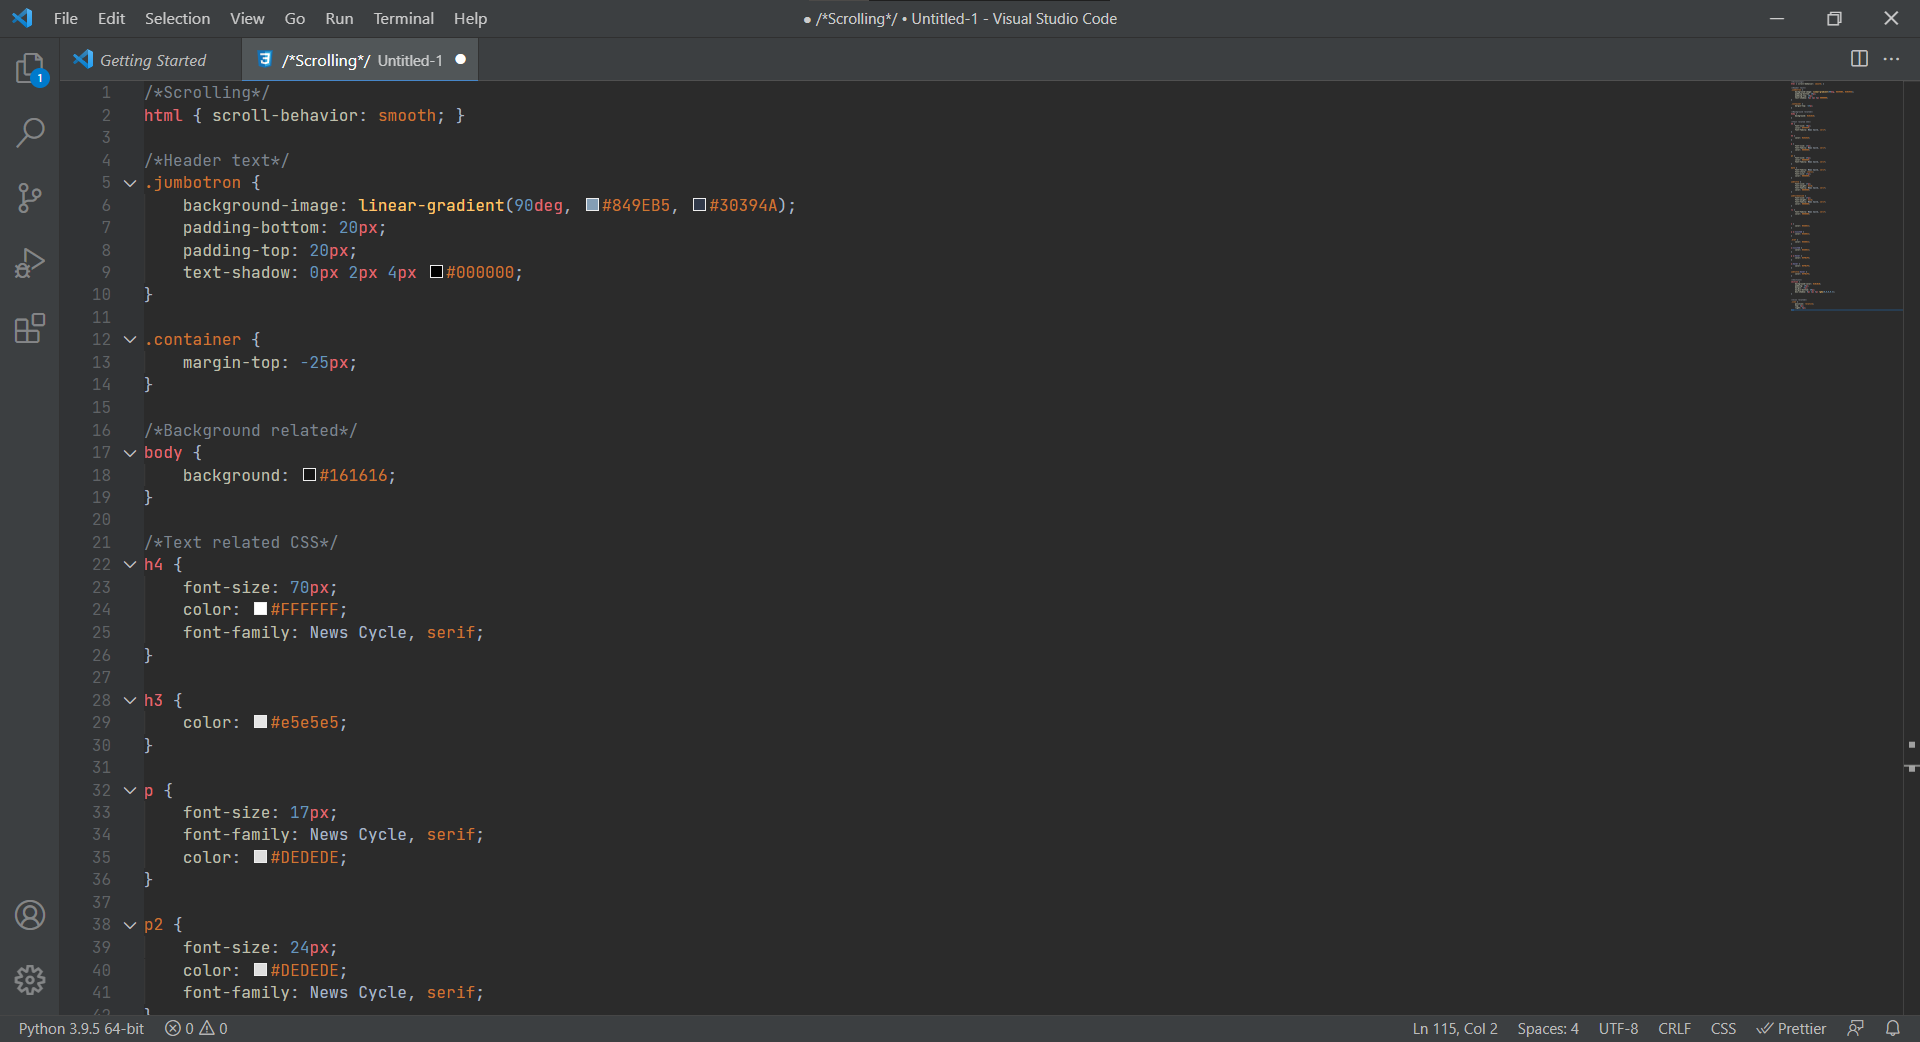 File Edit Selection View Go Run Terminal Help
● /*Scrolling*/ • Untitled-1 - Visual Studio Code
1
Getting Started
/*Scrolling*/ Untitled-1 ●
1 /*Scrolling*/
2 html { scroll-behavior: smooth; }
3
4 /*Header text*/
5 .jumbotron {
6 background-image: linear-gradient(90deg, #849EB5, #30394A);
7 padding-bottom: 20px;
8 padding-top: 20px;
9 text-shadow: 0px 2px 4px #000000;
10 }
11
12 .container {
13 margin-top: -25px;
14 }
15
16 /*Background related*/
17 body {
18 background: #161616;
19 }
20
21 /*Text related CSS*/
22 h4 {
23 font-size: 70px;
24 color: #FFFFFF;
25 font-family: News Cycle, serif;
26 }
27
28 h3 {
29 color: #e5e5e5;
30 }
31
32 p {
33 font-size: 17px;
34 font-family: News Cycle, serif;
35 color: #DEDEDE;
36 }
37
38 p2 {
39 font-size: 24px;
40 color: #DEDEDE;
41 font-family: News Cycle, serif;
42 }
Python 3.9.5 64-bit 0 0
Ln 115, Col 2 Spaces: 4 UTF-8 CRLF CSS Prettier